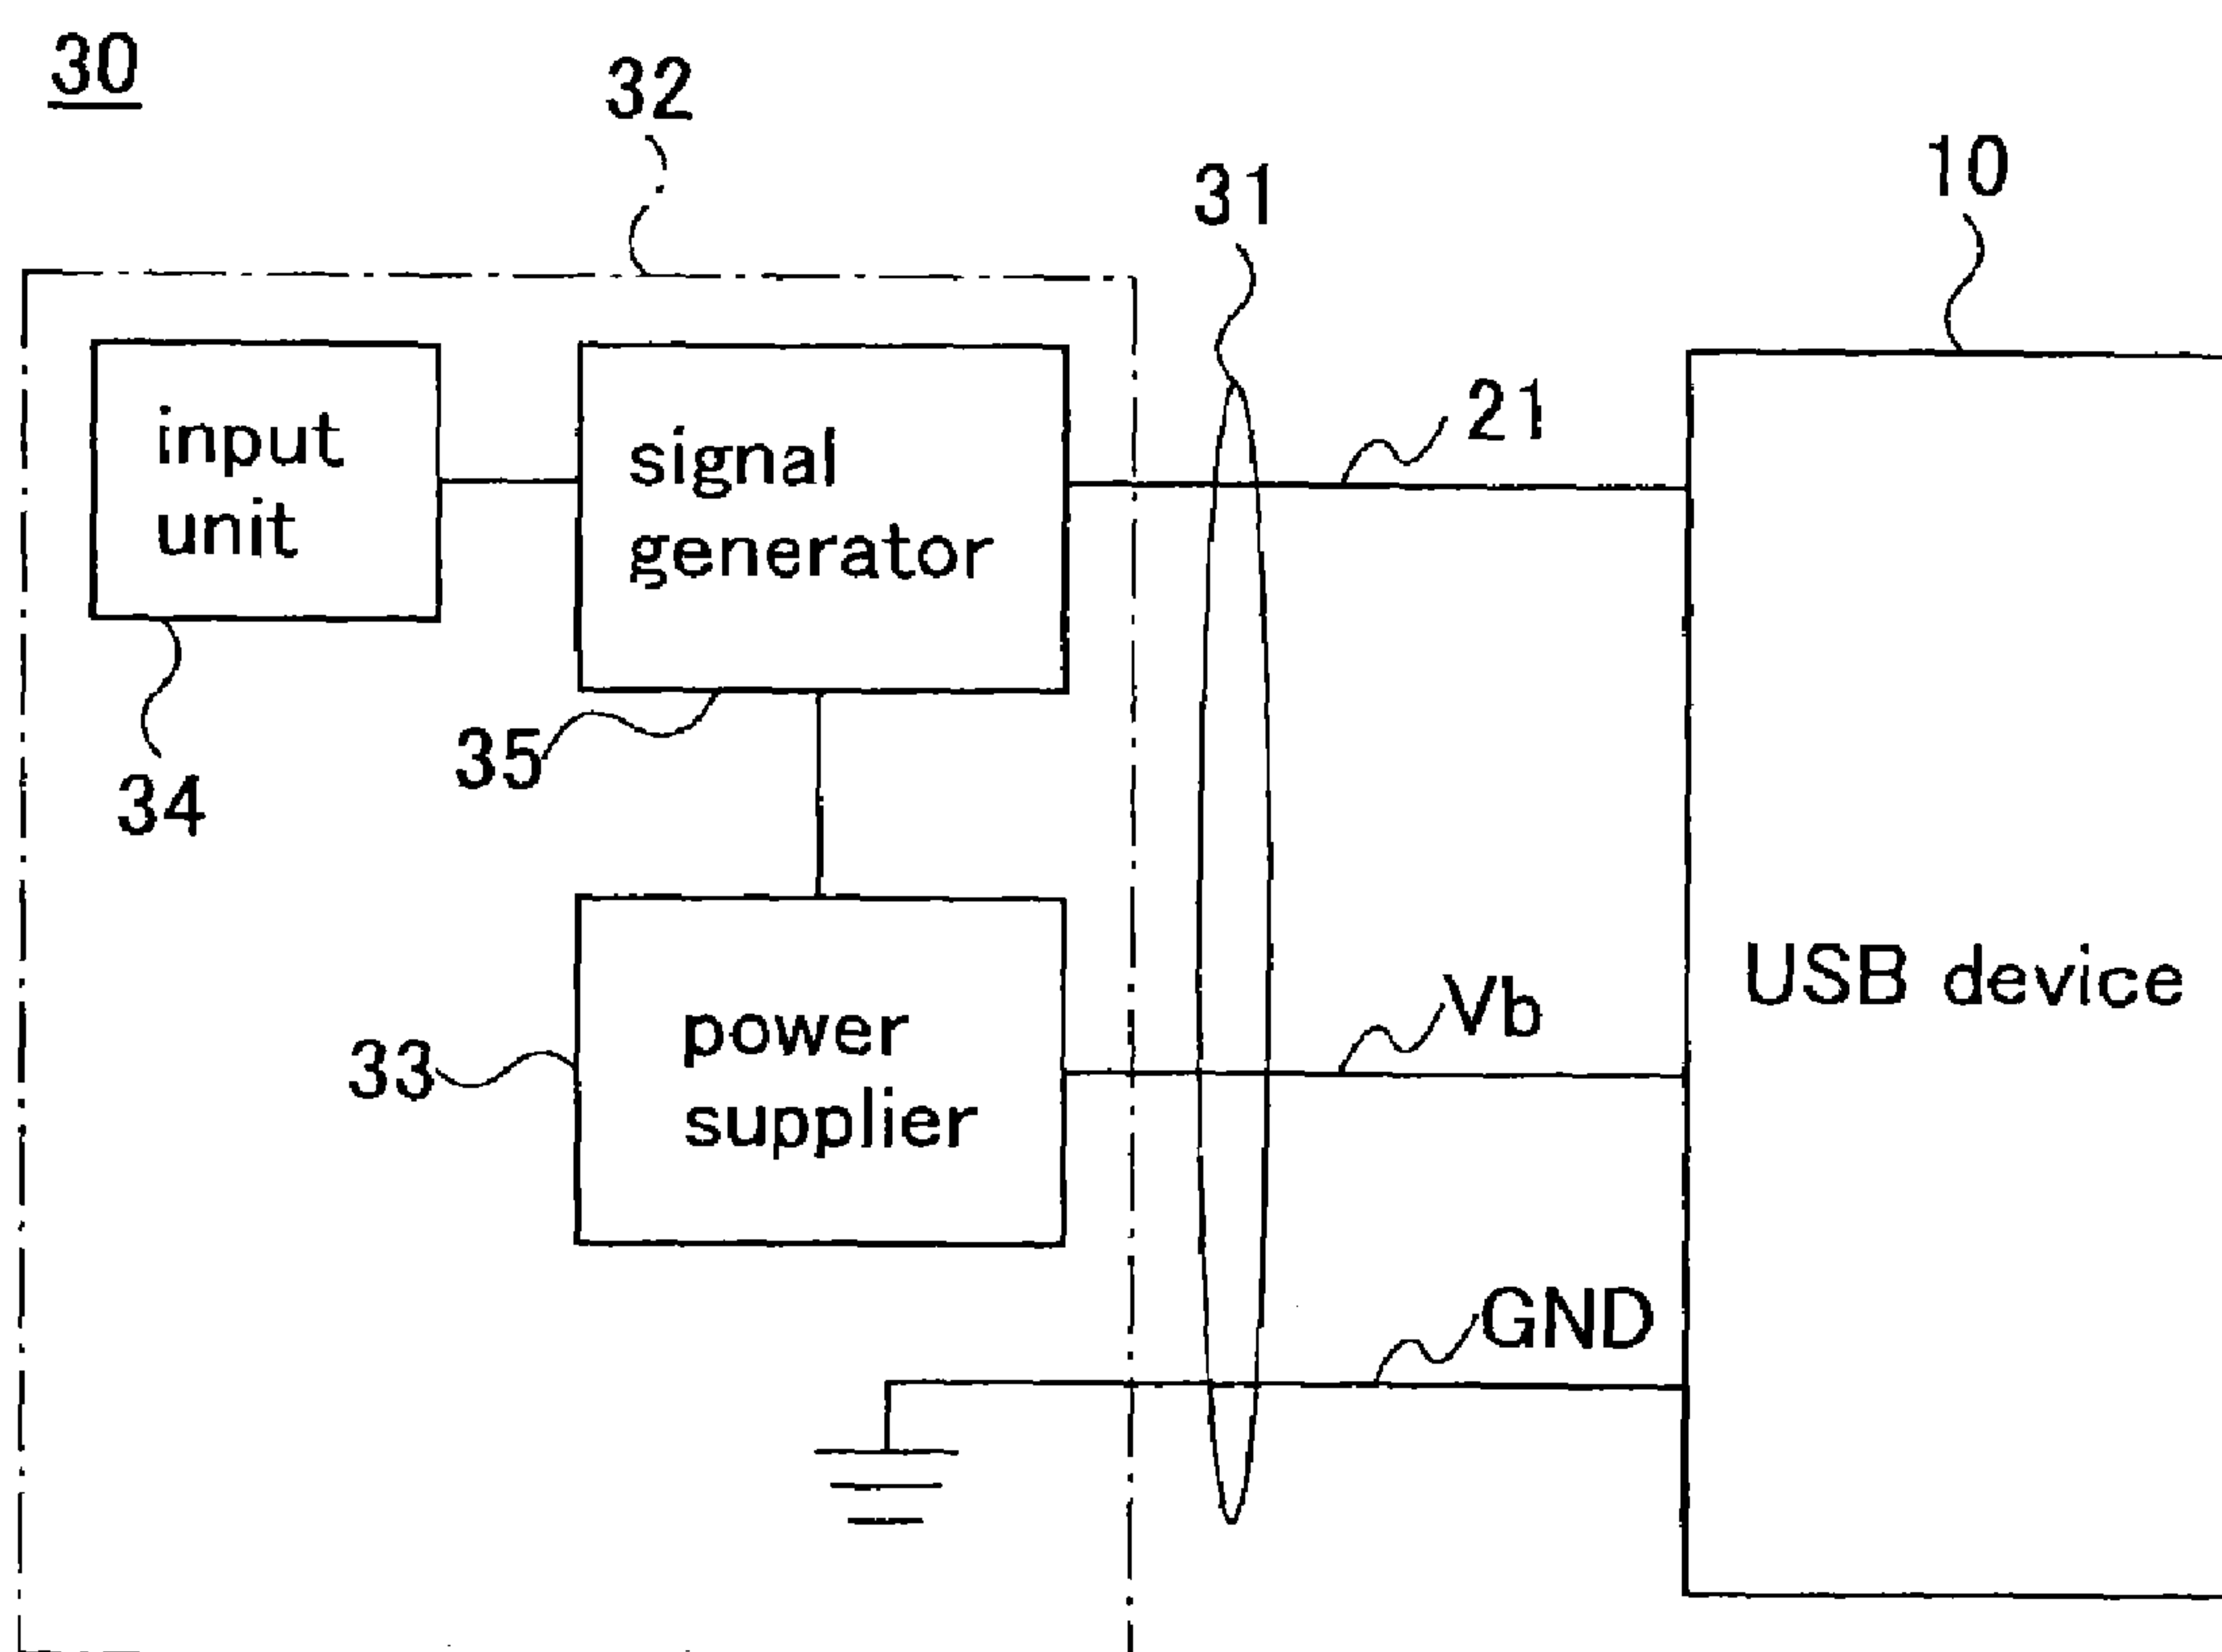 30
32
31
10
21
input
unit
signal
generator
35
34
power
supplier
33
Vb
USB device
GND